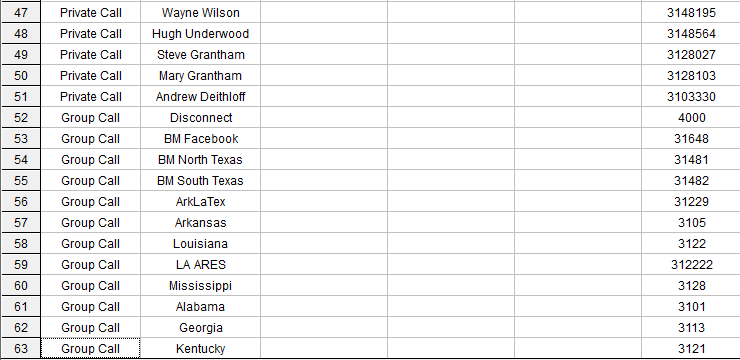 47 Private Call Wayne Wilson 3148195
48 Private Call Hugh Underwood 3148564
49 Private Call Steve Grantham 3128027
50 Private Call Mary Grantham 3128103
51 Private Call Andrew Deithloff 3103330
52 Group Call Disconnect 4000
53 Group Call BM Facebook 31648
54 Group Call BM North Texas 31481
55 Group Call BM South Texas 31482
56 Group Call ArkLaTex 31229
57 Group Call Arkansas 3105
58 Group Call Louisiana 3122
59 Group Call LA ARES 312222
60 Group Call Mississippi 3128
61 Group Call Alabama 3101
62 Group Call Georgia 3113
63 Group Call Kentucky 3121